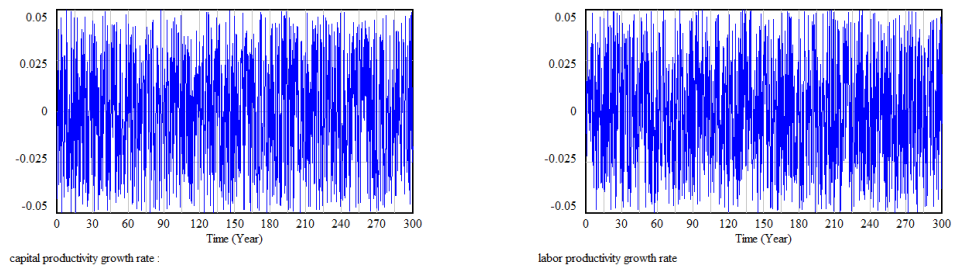 0.05
0.025
0
-0.025
-0.05
0 30 60 90 120 150 180 210 240 270 300
Time (Year)
capital productivity growth rate :
0.05
0.025
0
-0.025
-0.05
0 30 60 90 120 150 180 210 240 270 300
Time (Year)
labor productivity growth rate